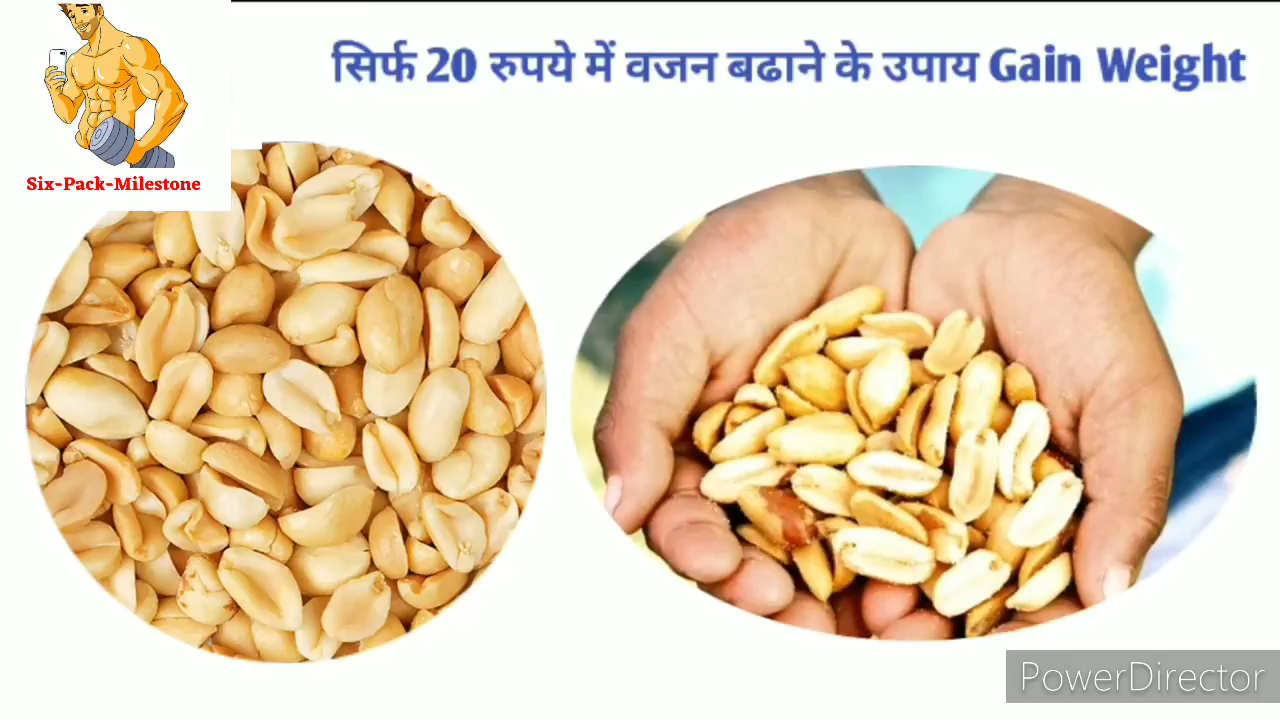 सिर्फ 20 रुपये में वजन बढाने के उपाय Gain Weight
Six-Pack-Milestone
PowerDirector